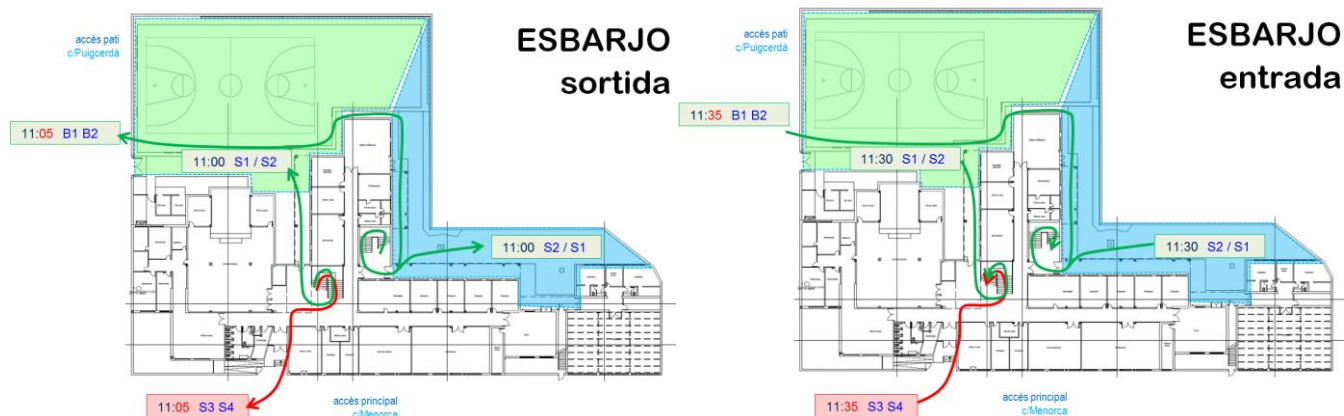 ESBARJO
sortida
accés pati
c/Puigcerdà
11:05 B1 B2
11:00 S1 / S2
11:00 S2 / S1
11:05 S3 S4
accés principal
c/Menorca
ESBARJO
entrada
accés pati
c/Puigcerdà
11:35 B1 B2
11:30 S1 / S2
11:30 S2 / S1
11:35 S3 S4
accés principal
c/Menorca